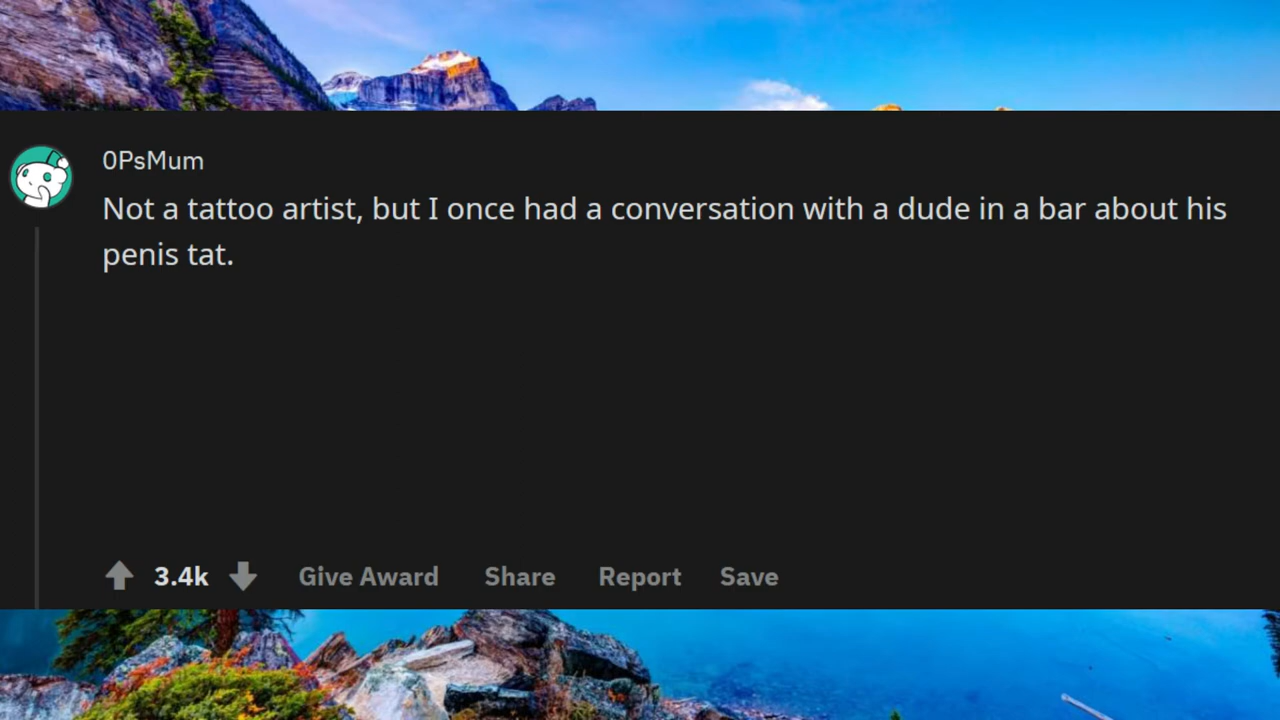 0PsMum
Not a tattoo artist, but I once had a conversation with a dude in a bar about his
penis tat.
3.4k Give Award Share Report Save